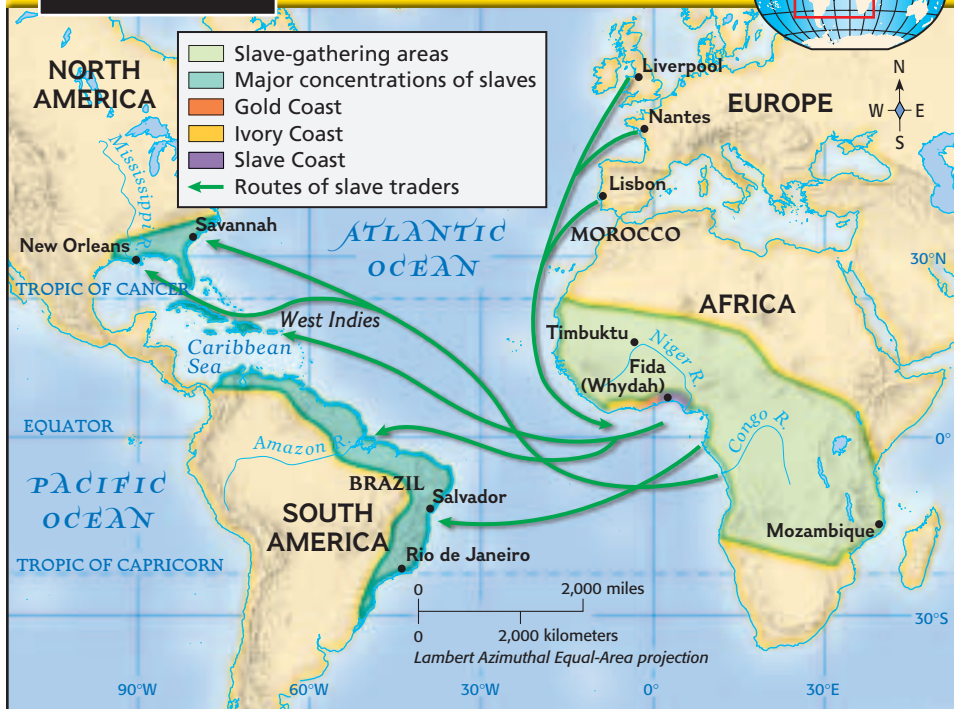 NORTH
AMERICA
Slave-gathering areas
Major concentrations of slaves
Gold Coast
Ivory Coast
Slave Coast
Routes of slave traders
Liverpool
EUROPE
Nantes
Lisbon
N
W
E
S
Mississippi R.
Savannah
New Orleans
ATLANTIC
OCEAN
MOROCCO
30°N
TROPIC OF CANCER
AFRICA
West Indies
Caribbean
Sea
Timbuktu
Niger R.
Fida
(Whydah)
EQUATOR
Amazon R.
Congo R.
0°
PACIFIC
OCEAN
BRAZIL
Salvador
SOUTH
AMERICA
Mozambique
Rio de Janeiro
TROPIC OF CAPRICORN
0
2,000 miles
0
2,000 kilometers
Lambert Azimuthal Equal-Area projection
30°S
90°W
60°W
30°W
0°
30°E